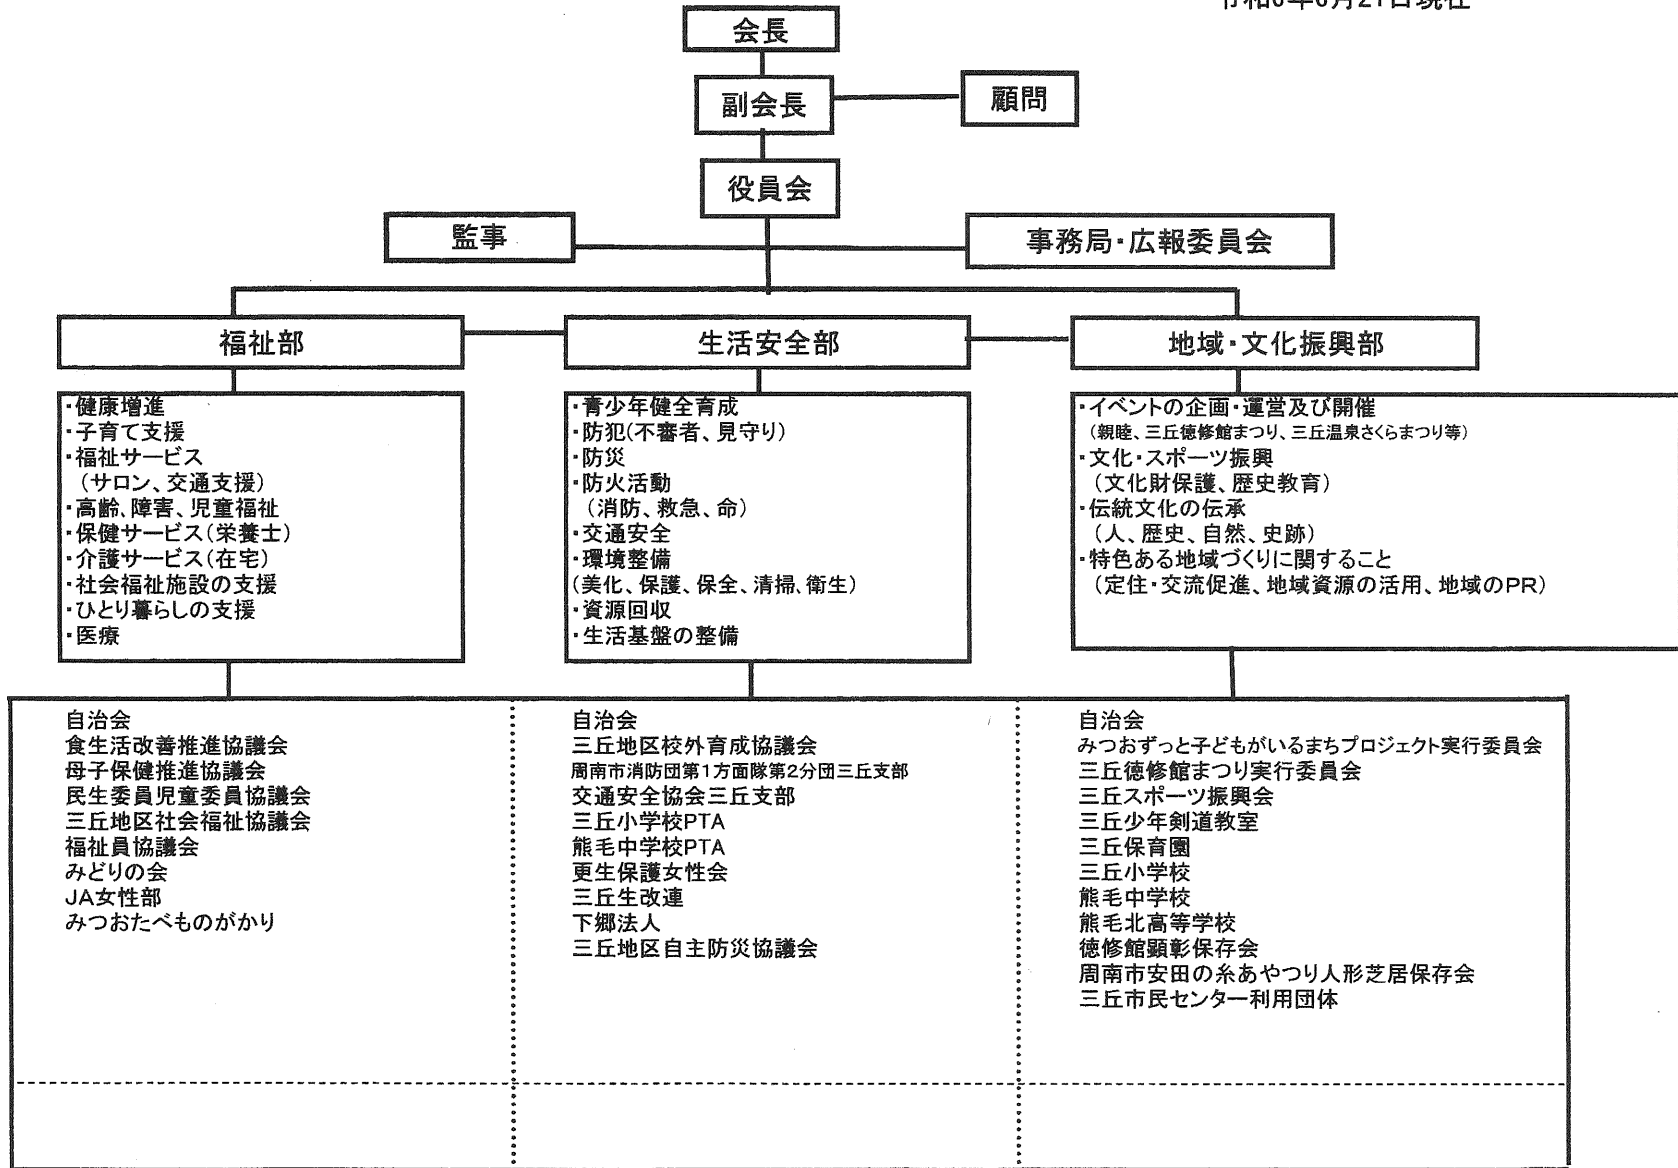 会長
副会長
顧問
役員会
監事
事務局・広報委員会
福祉部
生活安全部
地域・文化振興部
・健康増進
・子育て支援
・福祉サービス
(サロン、交通支援)
・高齢、障害、児童福祉
・保健サービス(栄養士)
・介護サービス(在宅)
・社会福祉施設の支援
・ひとり暮らしの支援
・医療
・青少年健全育成
・防犯(不審者、見守り)
・防災
・防火活動
(消防、救急、命)
・交通安全
・環境整備
(美化、保護、保全、清掃、衛生)
・資源回収
・生活基盤の整備
・イベントの企画・運営及び開催
(親睦、三丘徳修館まつり、三丘温泉さくらまつり等)
・文化・スポーツ振興
(文化財保護、歴史教育)
・伝統文化の伝承
(人、歴史、自然、史跡)
・特色ある地域づくりに関すること
(定住・交流促進、地域資源の活用、地域のPR)
自治会
食生活改善推進協議会
母子保健推進協議会
民生委員児童委員協議会
三丘地区社会福祉協議会
福祉員協議会
みどりの会
JA女性部
みつおたべものがかり
自治会
三丘地区校外育成協議会
周南市消防団第1方面隊第2分団三丘支部
交通安全協会三丘支部
三丘小学校PTA
熊毛中学校PTA
更生保護女性会
三丘生改連
下郷法人
三丘地区自主防災協議会
自治会
みつおずっと子どもがいるまちプロジェクト実行委員会
三丘徳修館まつり実行委員会
三丘スポーツ振興会
三丘少年剣道教室
三丘保育園
三丘小学校
熊毛中学校
熊毛北高等学校
徳修館顕彰保存会
周南市安田の糸あやつり人形芝居保存会
三丘市民センター利用団体